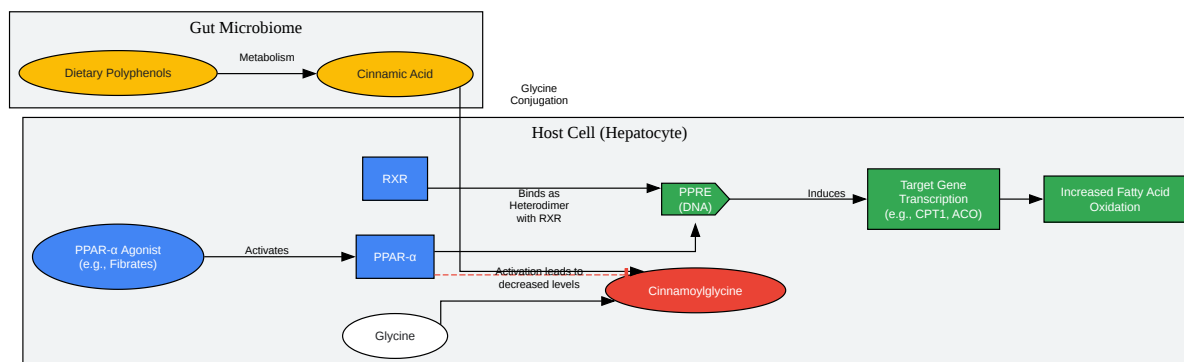 Gut Microbiome
Dietary Polyphenols
Metabolism
Cinnamic Acid
Glycine
Conjugation
Host Cell (Hepatocyte)
RXR
Binds as
Heterodimer
with RXR
PPRE
(DNA)
Induces
Target Gene
Transcription
(e.g., CPT1, ACO)
Increased Fatty Acid
Oxidation
PPAR-α Agonist
(e.g., Fibrates)
Activates
PPAR-α
Activation leads to
decreased levels
Cinnamoylglycine
Glycine